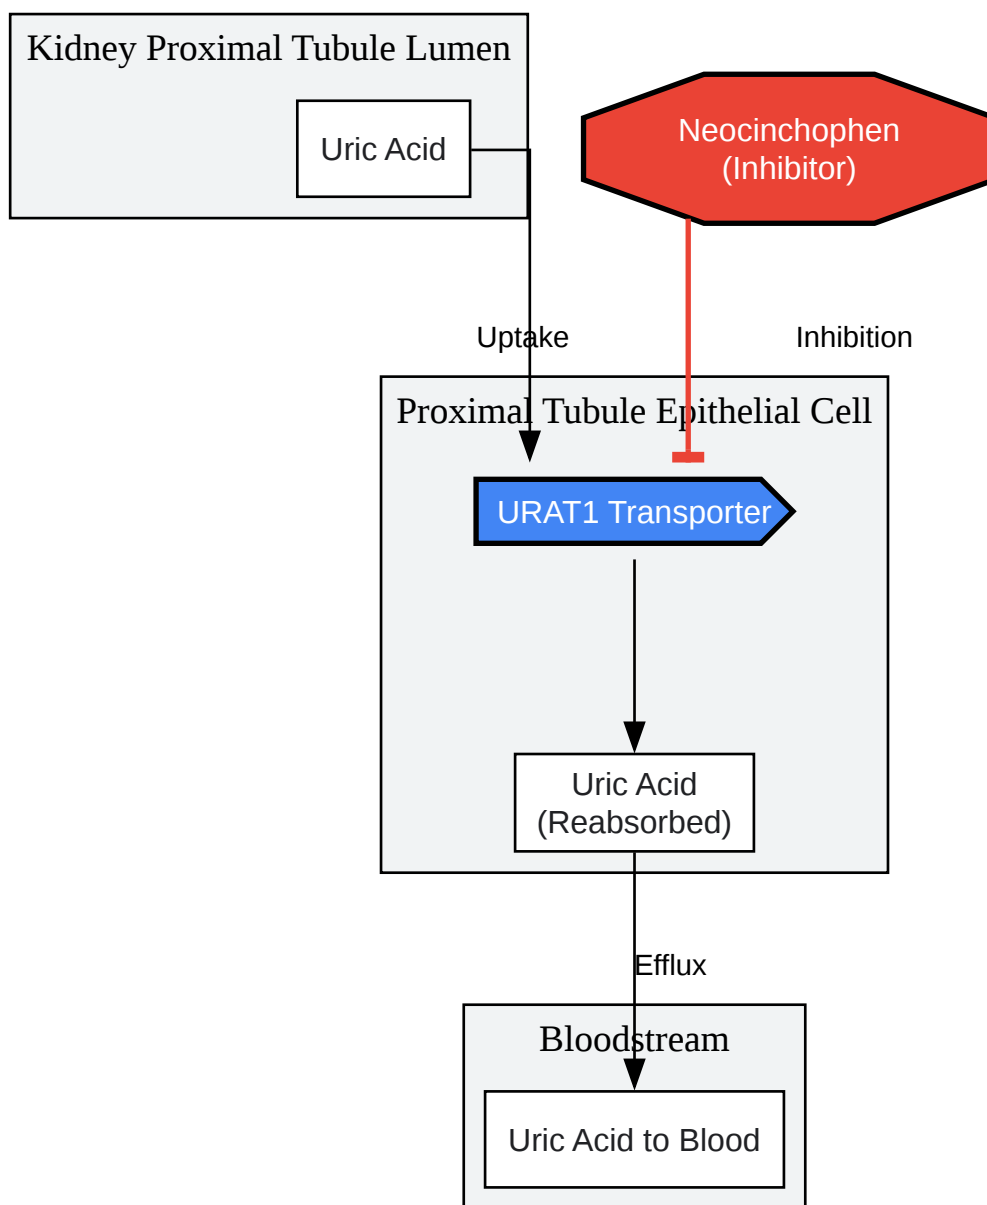 Kidney Proximal Tubule Lumen
Uric Acid
Neocinchophen
(Inhibitor)
Uptake
Inhibition
Proximal Tubule Epithelial Cell
URAT1 Transporter
Uric Acid
(Reabsorbed)
Efflux
Bloodstream
Uric Acid to Blood